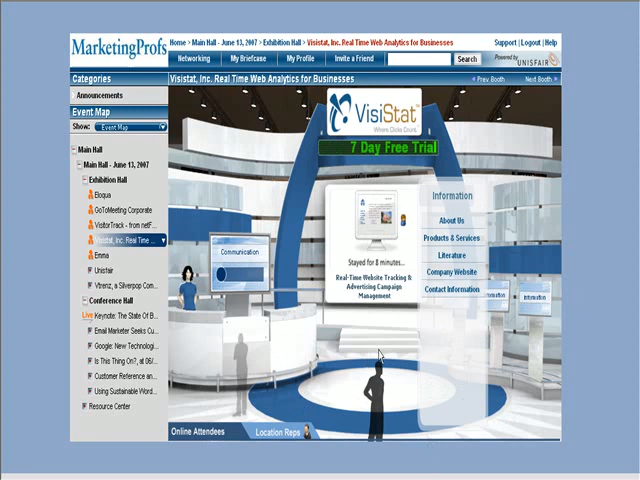 MarketingProfs
Home > Main Hall - June 13, 2007 > Exhibition Hall > Visistat, Inc. Real Time Web Analytics for Businesses
Support | Logout | Help
Networking
My Briefcase
My Profile
Invite a Friend
Search
Powered by
UNISFAIR
Categories
Visistat, Inc. Real Time Web Analytics for Businesses
« Prev Booth
Next Booth »
Announcements
Event Map
Show: Event Map
Main Hall
Main Hall - June 13, 2007
Exhibition Hall
Eloqua
GoToMeeting Corporate
VisitorTrack - from netF...
Visistat, Inc. Real Time ...
Emma
Unisfair
Vtrenz, a Silverpop Com...
Conference Hall
Live Keynote: The State Of B...
Email Marketer Seeks Cu...
Google: New Technologi...
Is This Thing On?, at 06/...
Customer Reference an...
Using Sustainable Word...
Resource Center
VisiStat
Where Clicks Count.
7 Day Free Trial
Communication
Stayed for 8 minutes...
Real-Time Website Tracking &
Advertising Campaign
Management
Information
About Us
Products & Services
Literature
Company Website
Contact Information
Information
Information
Online Attendees
Location Reps